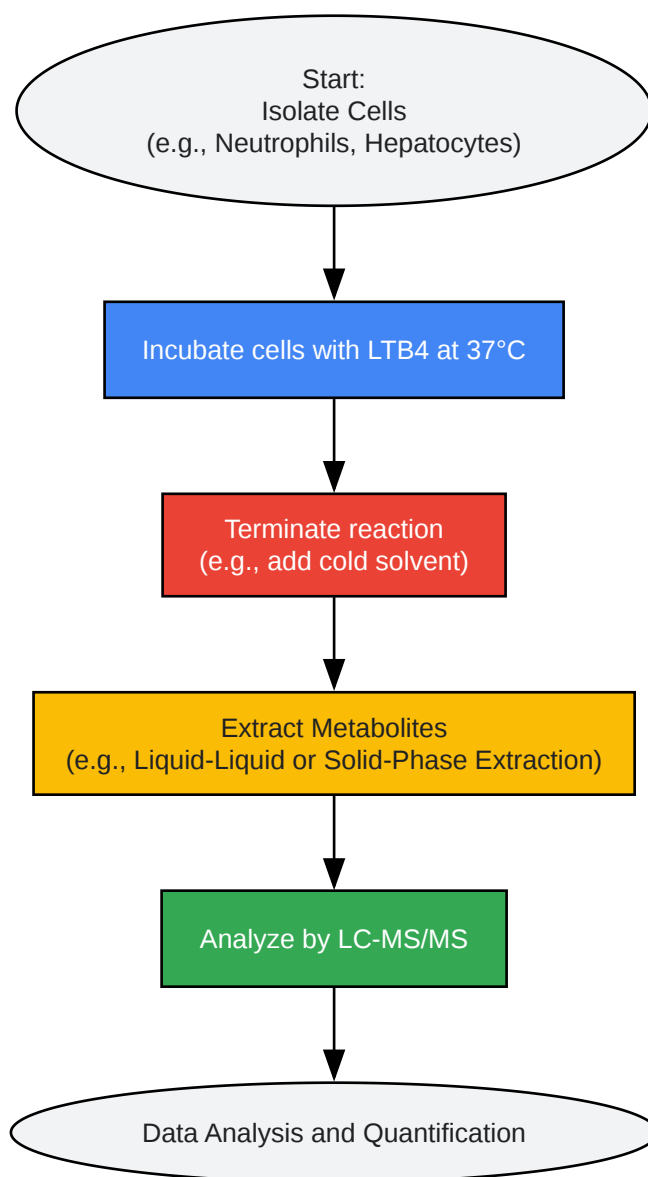 Start:
Isolate Cells
(e.g., Neutrophils, Hepatocytes)
Incubate cells with LTB4 at 37°C
Terminate reaction
(e.g., add cold solvent)
Extract Metabolites
(e.g., Liquid-Liquid or Solid-Phase Extraction)
Analyze by LC-MS/MS
Data Analysis and Quantification